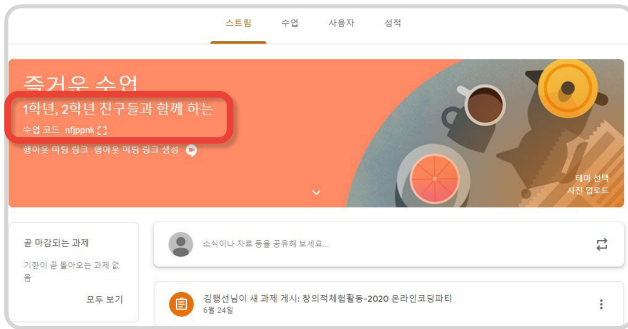 스트림 수업 사용자 성적
즐거운 수업
1학년, 2학년 친구들과 함께 하는
수업 코드 nfjppnk
행아웃 미팅 링크 행아웃 미팅 링크 생성
테마 선택
사진 업로드
곧 마감되는 과제
기한이 곧 돌아오는 과제 없
음
모두 보기
소식이나 자료 등을 공유해 보세요...
김행선님이 새 과제 게시: 창의적체험활동-2020 온라인코딩파티
6월 24일